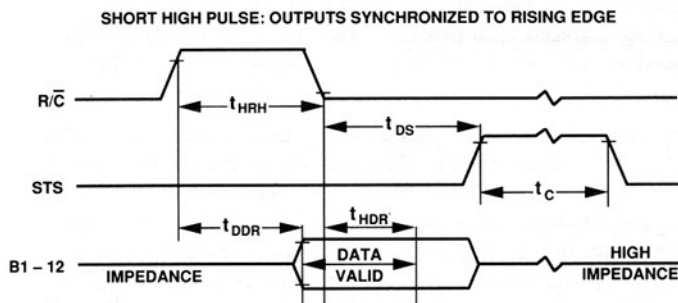 SHORT HIGH PULSE: OUTPUTS SYNCHRONIZED TO RISING EDGE
R/C̅
tHRH
tDS
STS
tC
tDDR
tHDR
B1 – 12
IMPEDANCE
DATA
VALID
HIGH
IMPEDANCE